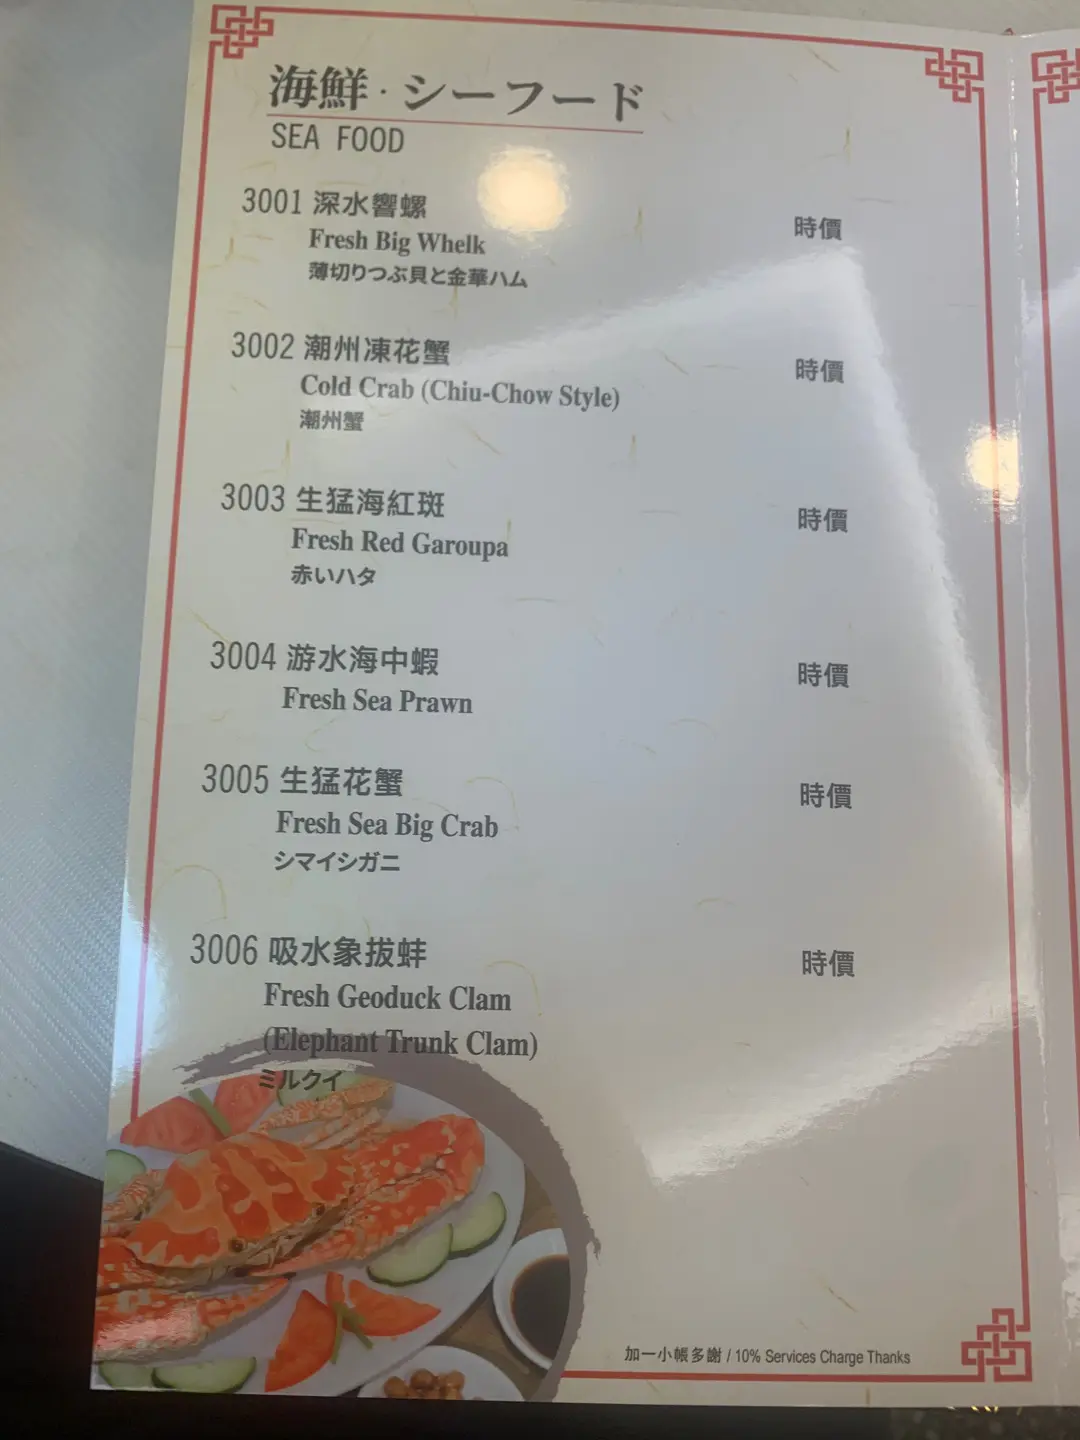 海鮮・シーフード
SEA FOOD
3001 深水響螺 時價
Fresh Big Whelk
薄切りつぶ貝と金華ハム
3002 潮州凍花蟹 時價
Cold Crab (Chiu-Chow Style)
潮州蟹
3003 生猛海紅斑 時價
Fresh Red Garoupa
赤いハタ
3004 游水海中蝦 時價
Fresh Sea Prawn
3005 生猛花蟹 時價
Fresh Sea Big Crab
シマイシガニ
3006 吸水象拔蚌 時價
Fresh Geoduck Clam
(Elephant Trunk Clam)
ミルクイ
加一小帳多謝 / 10% Services Charge Thanks